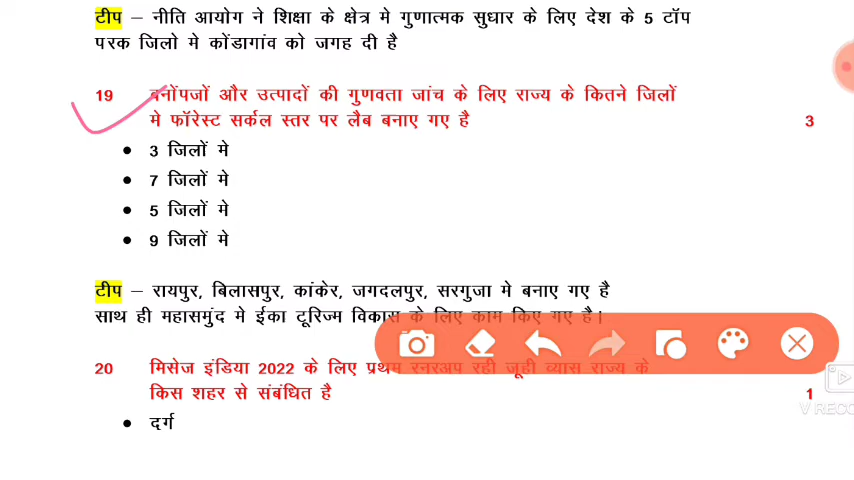 टीप – नीति आयोग ने शिक्षा के क्षेत्र मे गुणात्मक सुधार के लिए देश के 5 टॉप
परक जिलो मे कोंडागांव को जगह दी है
19 वनोंपजों और उत्पादों की गुणवता जांच के लिए राज्य के कितने जिलों
मे फॉरेस्ट सर्कल स्तर पर लैब बनाए गए है 3
• 3 जिलों मे
• 7 जिलों मे
• 5 जिलों मे
• 9 जिलों मे
टीप – रायपुर, बिलासपुर, कांकेर, जगदलपुर, सरगुजा मे बनाए गए है
साथ ही महासमुंद मे ईका टूरिज्म विकास के लिए काम किए गए है।
20 मिसेज इंडिया 2022 के लिए प्रथम रनरअप रही जूही व्यास राज्य के
किस शहर से संबंधित है 1
• दर्ग
V RECO